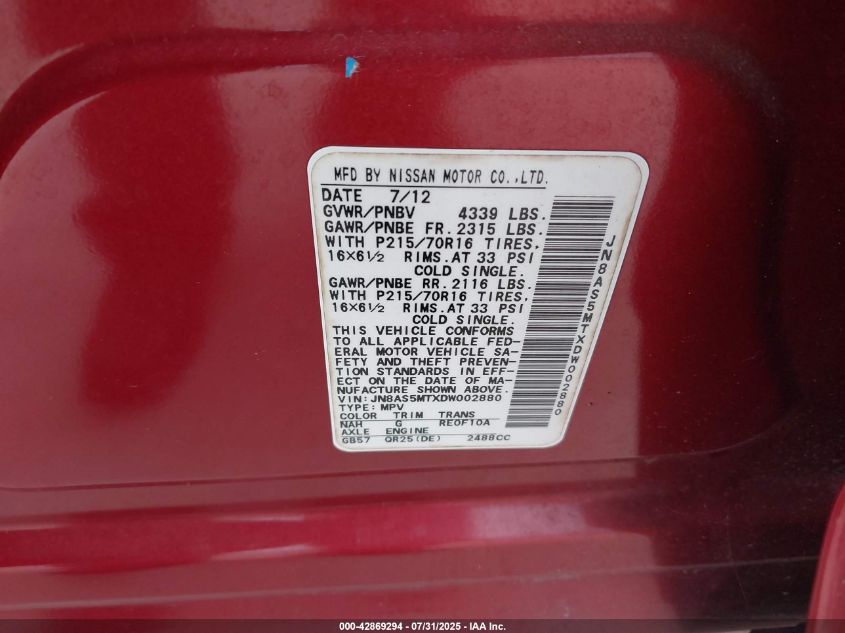 MFD BY NISSAN MOTOR CO.,LTD.
DATE 7/12
GVWR/PNBV 4339 LBS.
GAWR/PNBE FR. 2315 LBS.
WITH P215/70R16 TIRES,
16×6½ RIMS. AT 33 PSI
COLD SINGLE.
GAWR/PNBE RR. 2116 LBS.
WITH P215/70R16 TIRES,
16×6½ RIMS. AT 33 PSI
COLD SINGLE.
THIS VEHICLE CONFORMS
TO ALL APPLICABLE FED-
ERAL MOTOR VEHICLE SA-
FETY AND THEFT PREVEN-
TION STANDARDS IN EFF-
ECT ON THE DATE OF MA-
NUFACTURE SHOWN ABOVE.
VIN: JN8AS5MTXDW002880
TYPE: MPV
COLOR TRIM TRANS
NAH G RE0F10A
AXLE ENGINE
GB57 QR25(DE) 2488CC
JN8AS5MTXDW002880
000-42869294 - 07/31/2025 - IAA Inc.